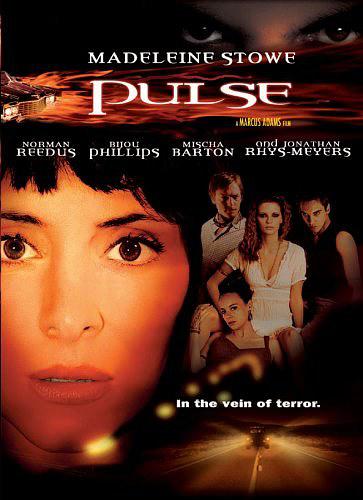 MADELEINE STOWE
PULSE
A MARCUS ADAMS FILM
NORMAN REEDUS
BIJOU PHILLIPS
MISCHA BARTON
and JONATHAN RHYS-MEYERS
In the vein of terror.